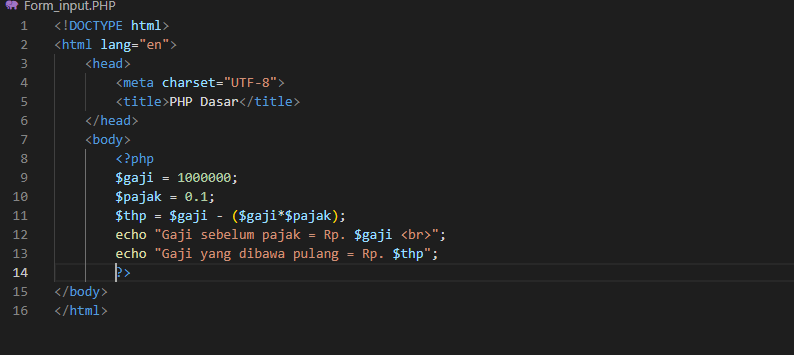 Form_input.PHP
1 <!DOCTYPE html>
2 <html lang="en">
3     <head>
4         <meta charset="UTF-8">
5         <title>PHP Dasar</title>
6     </head>
7     <body>
8         <?php
9         $gaji = 1000000;
10         $pajak = 0.1;
11         $thp = $gaji - ($gaji*$pajak);
12         echo "Gaji sebelum pajak = Rp. $gaji <br>";
13         echo "Gaji yang dibawa pulang = Rp. $thp";
14         ?>
15 </body>
16 </html>